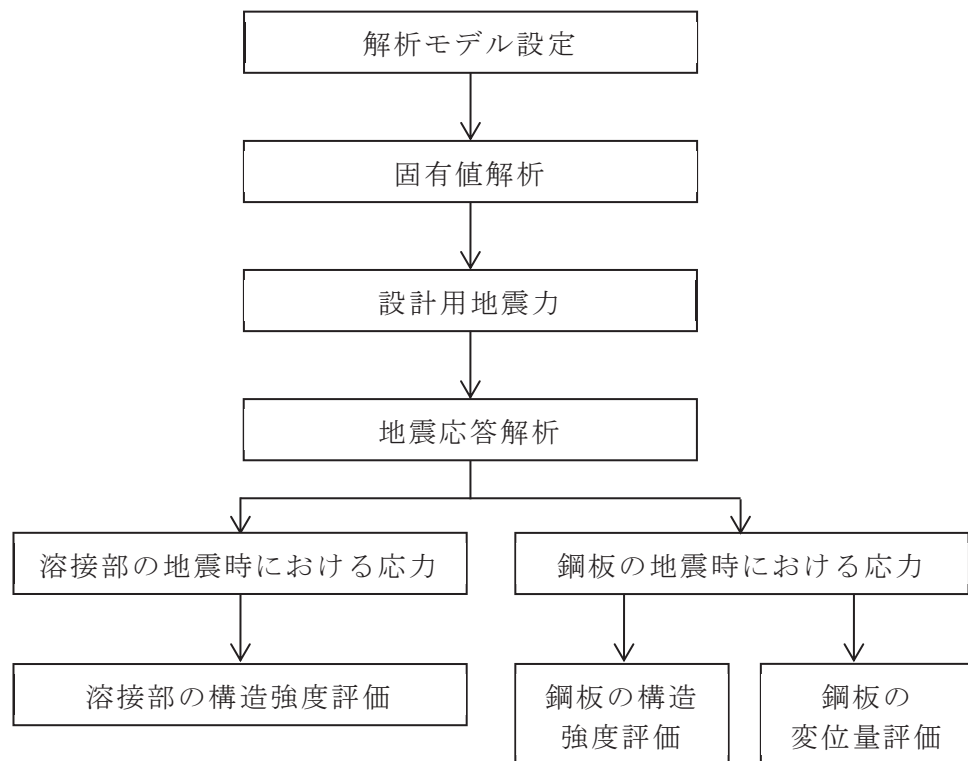 解析モデル設定
固有値解析
設計用地震力
地震応答解析
溶接部の地震時における応力
鋼板の地震時における応力
溶接部の構造強度評価
鋼板の構造
強度評価
鋼板の
変位量評価